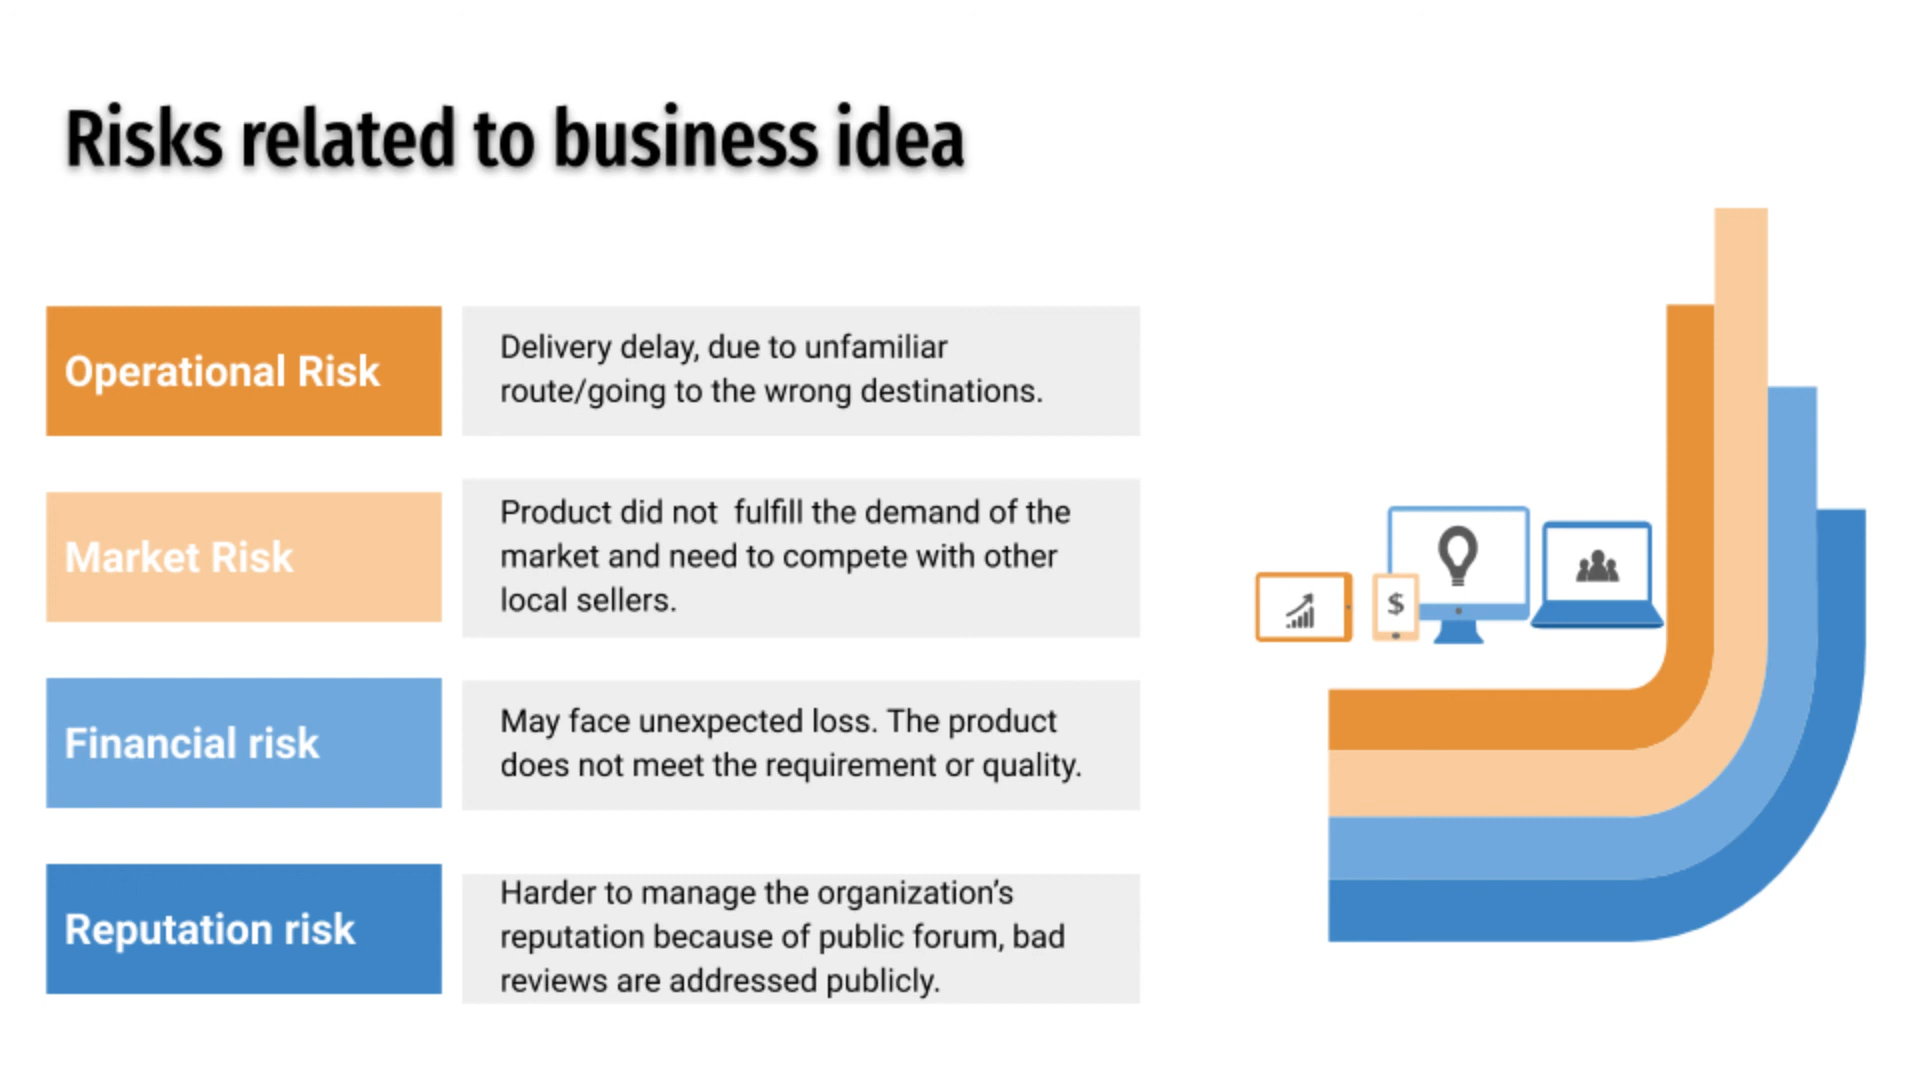 Risks related to business idea
Operational Risk
Delivery delay, due to unfamiliar
route/going to the wrong destinations.
Market Risk
Product did not  fulfill the demand of the
market and need to compete with other
local sellers.
Financial risk
May face unexpected loss. The product
does not meet the requirement or quality.
Reputation risk
Harder to manage the organization’s
reputation because of public forum, bad
reviews are addressed publicly.
$